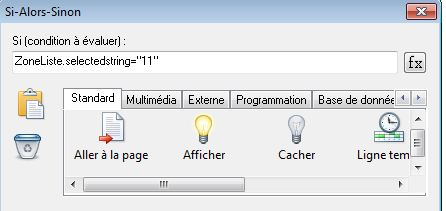 Si-Alors-Sinon
Si (condition à évaluer) :
ZoneListe.selectedstring="11"
fx
Standard Multimédia Externe Programmation Base de donnée
Aller à la page Afficher Cacher Ligne tem